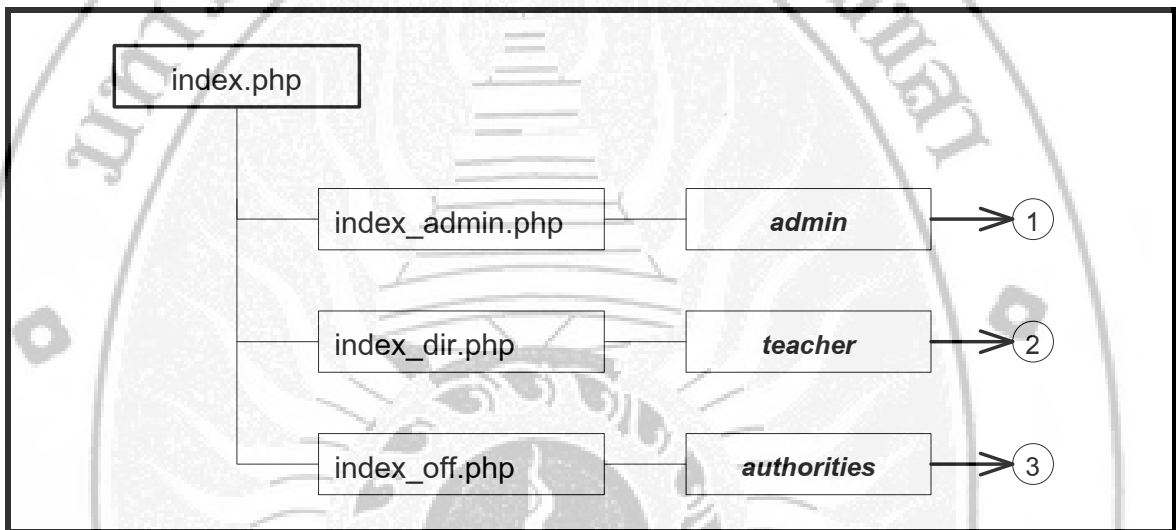 index.php
index_admin.php admin 1
index_dir.php teacher 2
index_off.php authorities 3